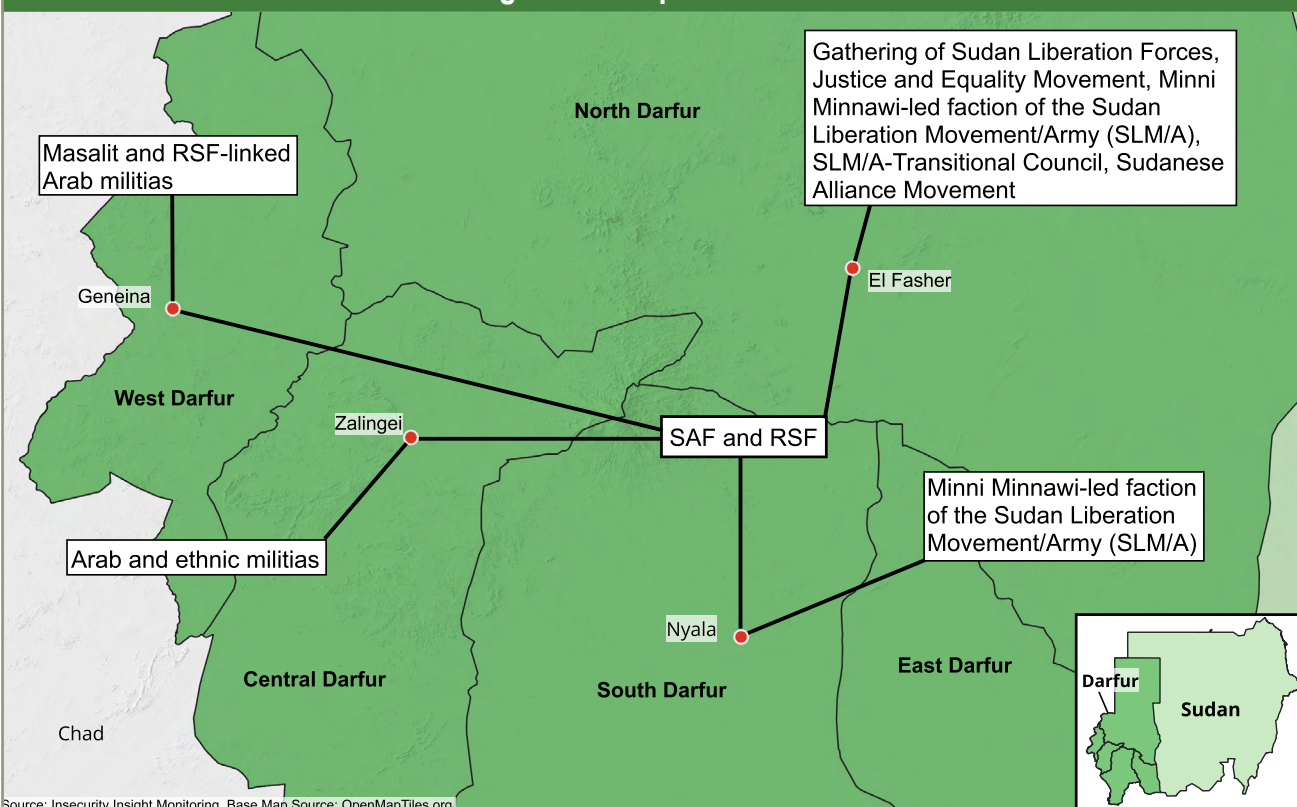 Gathering of Sudan Liberation Forces,
Justice and Equality Movement, Minni
Minnawi-led faction of the Sudan
Liberation Movement/Army (SLM/A),
SLM/A-Transitional Council, Sudanese
Alliance Movement
North Darfur
Masalit and RSF-linked
Arab militias
El Fasher
Geneina
West Darfur
Zalingei
SAF and RSF
Minni Minnawi-led faction
of the Sudan Liberation
Movement/Army (SLM/A)
Arab and ethnic militias
Nyala
East Darfur
Central Darfur
South Darfur
Chad
Darfur
Sudan
Source: Insecurity Insight Monitoring. Base Map Source: OpenMapTiles.org